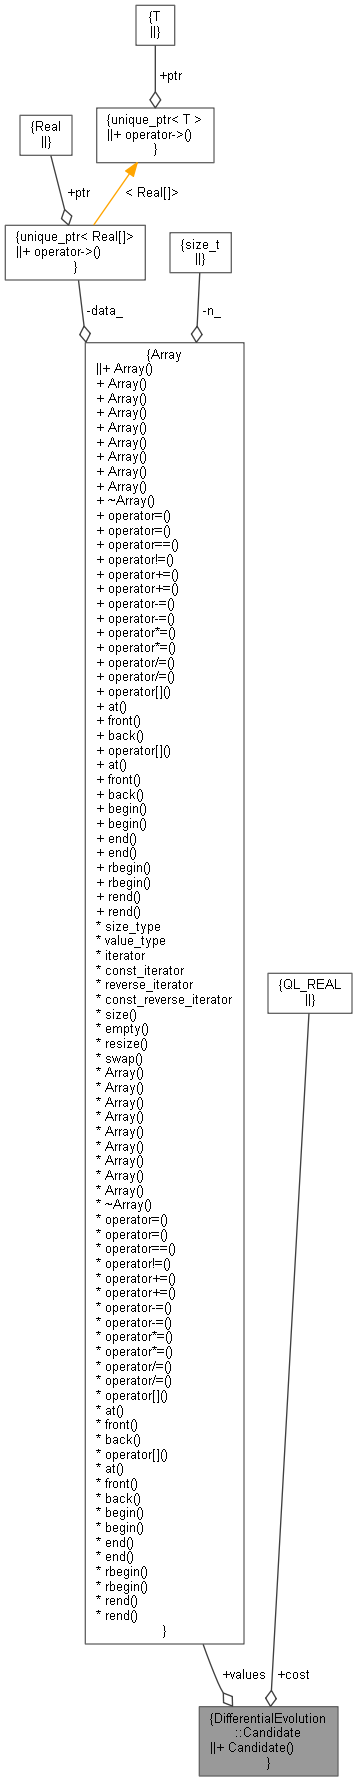 {T
||}
+ptr
{unique_ptr< T >
||+ operator->()
}
{Real
||}
+ptr
< Real[]>
{unique_ptr< Real[]>
||+ operator->()
}
{size_t
||}
-data_
-n_
{Array
||+ Array()
+ Array()
+ Array()
+ Array()
+ Array()
+ Array()
+ Array()
+ Array()
+ Array()
+ ~Array()
+ operator=()
+ operator=()
+ operator==()
+ operator!=()
+ operator+=()
+ operator+=()
+ operator-=()
+ operator-=()
+ operator*=()
+ operator*=()
+ operator/=()
+ operator/=()
+ operator[]()
+ at()
+ front()
+ back()
+ operator[]()
+ at()
+ front()
+ back()
+ begin()
+ begin()
+ end()
+ end()
+ rbegin()
+ rbegin()
+ rend()
+ rend()
* size_type
* value_type
* iterator
* const_iterator
* reverse_iterator
* const_reverse_iterator
* size()
* empty()
* resize()
* swap()
* Array()
* Array()
* Array()
* Array()
* Array()
* Array()
* Array()
* Array()
* Array()
* ~Array()
* operator=()
* operator=()
* operator==()
* operator!=()
* operator+=()
* operator+=()
* operator-=()
* operator-=()
* operator*=()
* operator*=()
* operator/=()
* operator/=()
* operator[]()
* at()
* front()
* back()
* operator[]()
* at()
* front()
* back()
* begin()
* begin()
* end()
* end()
* rbegin()
* rbegin()
* rend()
* rend()
}
{QL_REAL
||}
+values
+cost
{DifferentialEvolution
::Candidate
||+ Candidate()
}